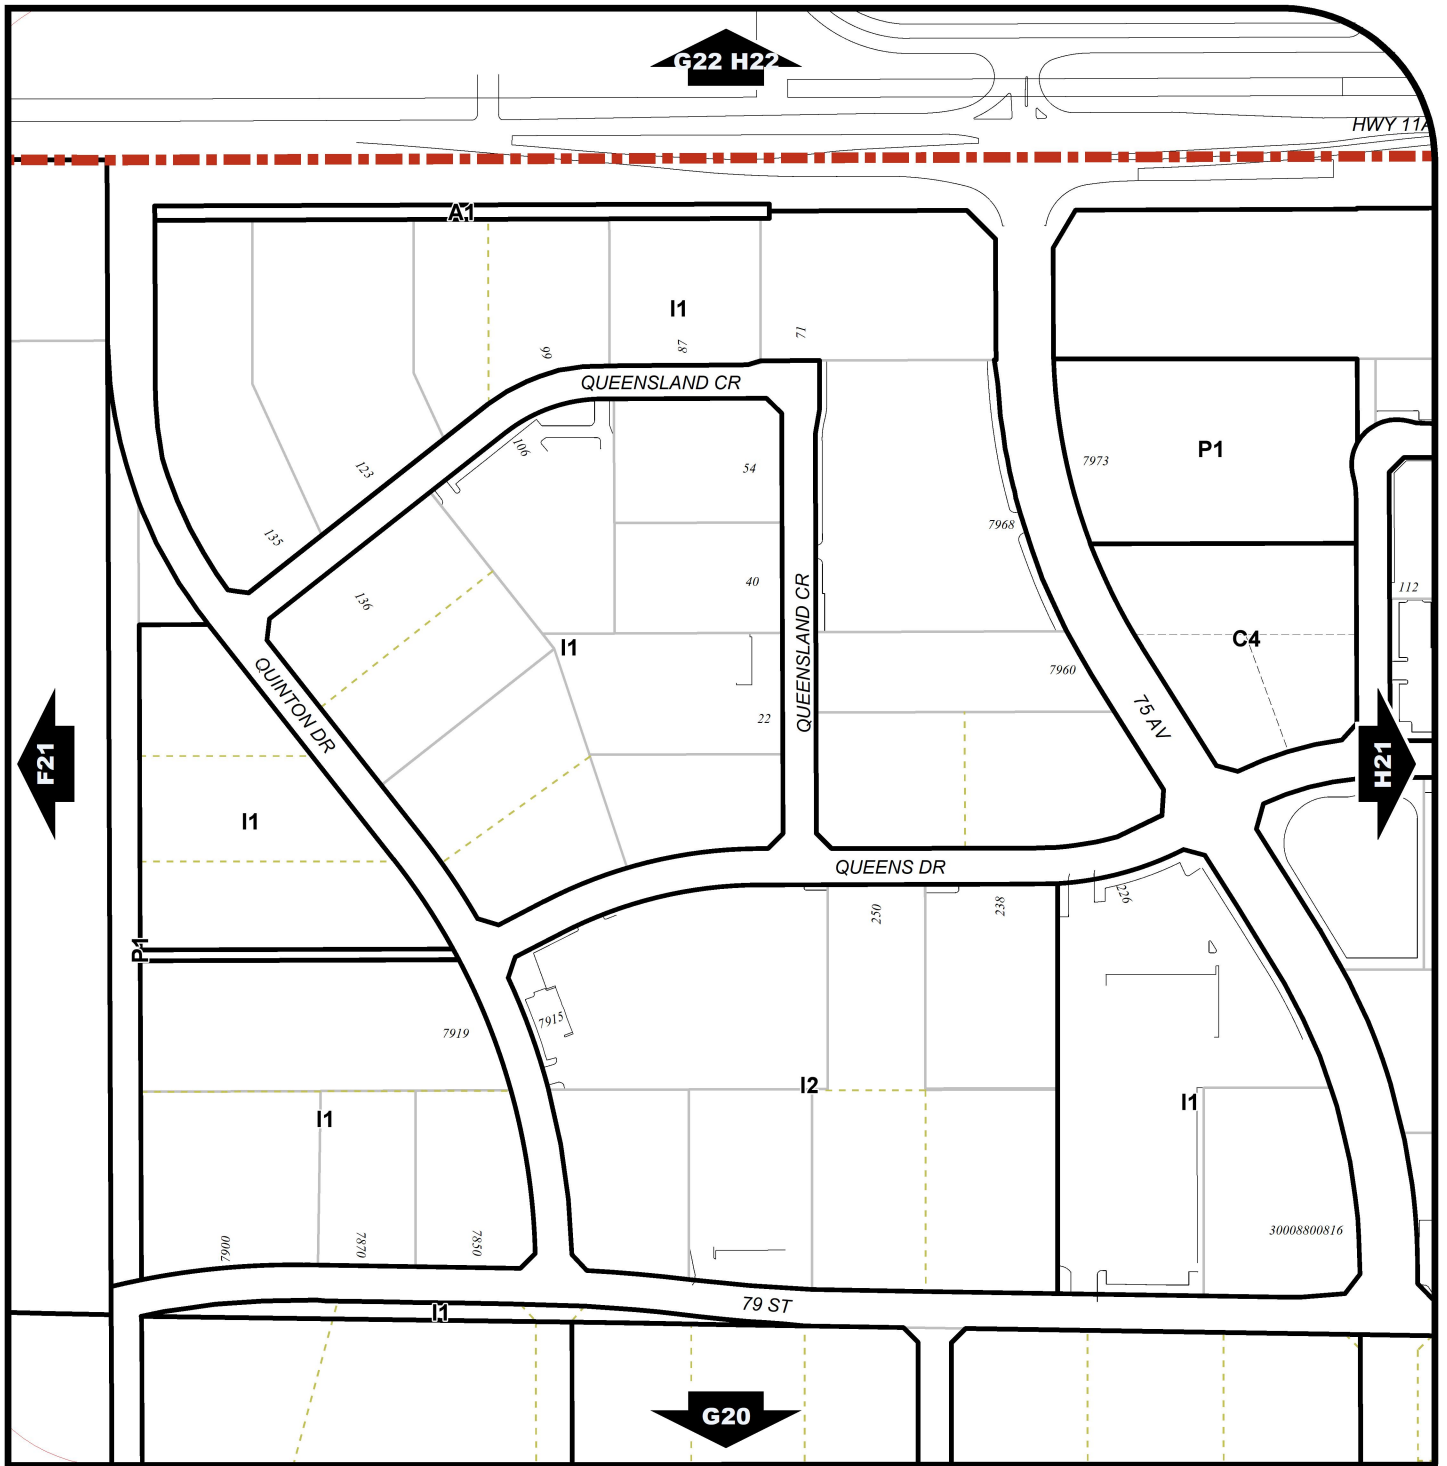 G22 H22
HWY 11A
A1
I1
71
87
99
QUEENSLAND CR
106
123
54
7973
P1
7968
135
40
112
136
QUEENSLAND CR
C4
I1
7960
QUINTON DR
22
75 AV
F21
H21
I1
QUEENS DR
226
250
238
P1
7915
7919
I2
I1
I1
7900
7870
7850
30008800816
79 ST
I1
G20